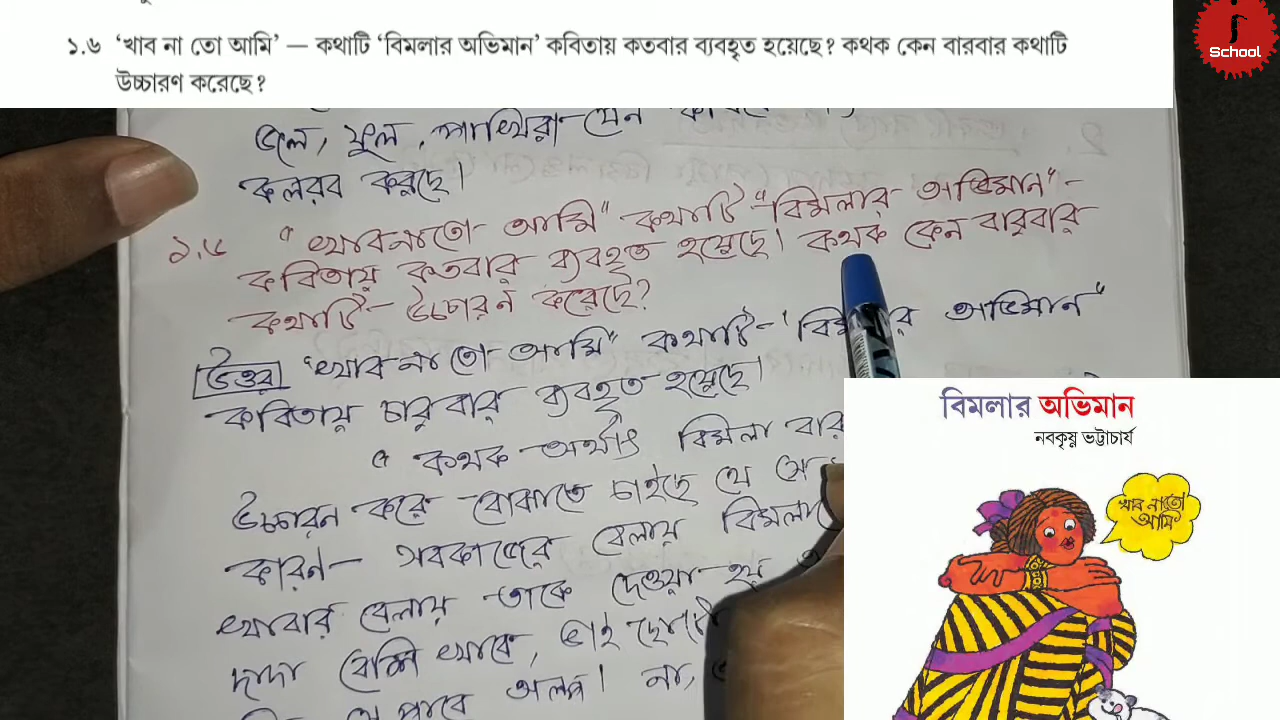 ১.৬ ‘খাব না তো আমি’ — কথাটি ‘বিমলার অভিমান’ কবিতায় কতবার ব্যবহৃত হয়েছে? কথক কেন বারবার কথাটি
উচ্চারণ করেছে?
School
জল, ফুল, পাখিরা যেন
কলরব করছে।
১.৬ "খাব না তো আমি" কথাটি "বিমলার অভিমান" -
কবিতায় কতবার ব্যবহৃত হয়েছে। কথক কেন বারবার
কথাটি উচ্চারন করেছে?
উত্তর "খাব না তো আমি" কথাটি - "বিমলার অভিমান"
কবিতায় চারবার ব্যবহৃত হয়েছে।
কথক অর্থাৎ বিমলা বার
উচ্চারন করে বোঝাতে চাইছে যে
কারন - সবকাজের বেলায়
খাবার বেলায় তাকে দেওয়া হয়
দাদা বেশি খাবে, ভাই ছোটো
পাবে অল্প। না,
বিমলার অভিমান
নবকৃষ্ণ ভট্টাচার্য
খাব না তো
আমি